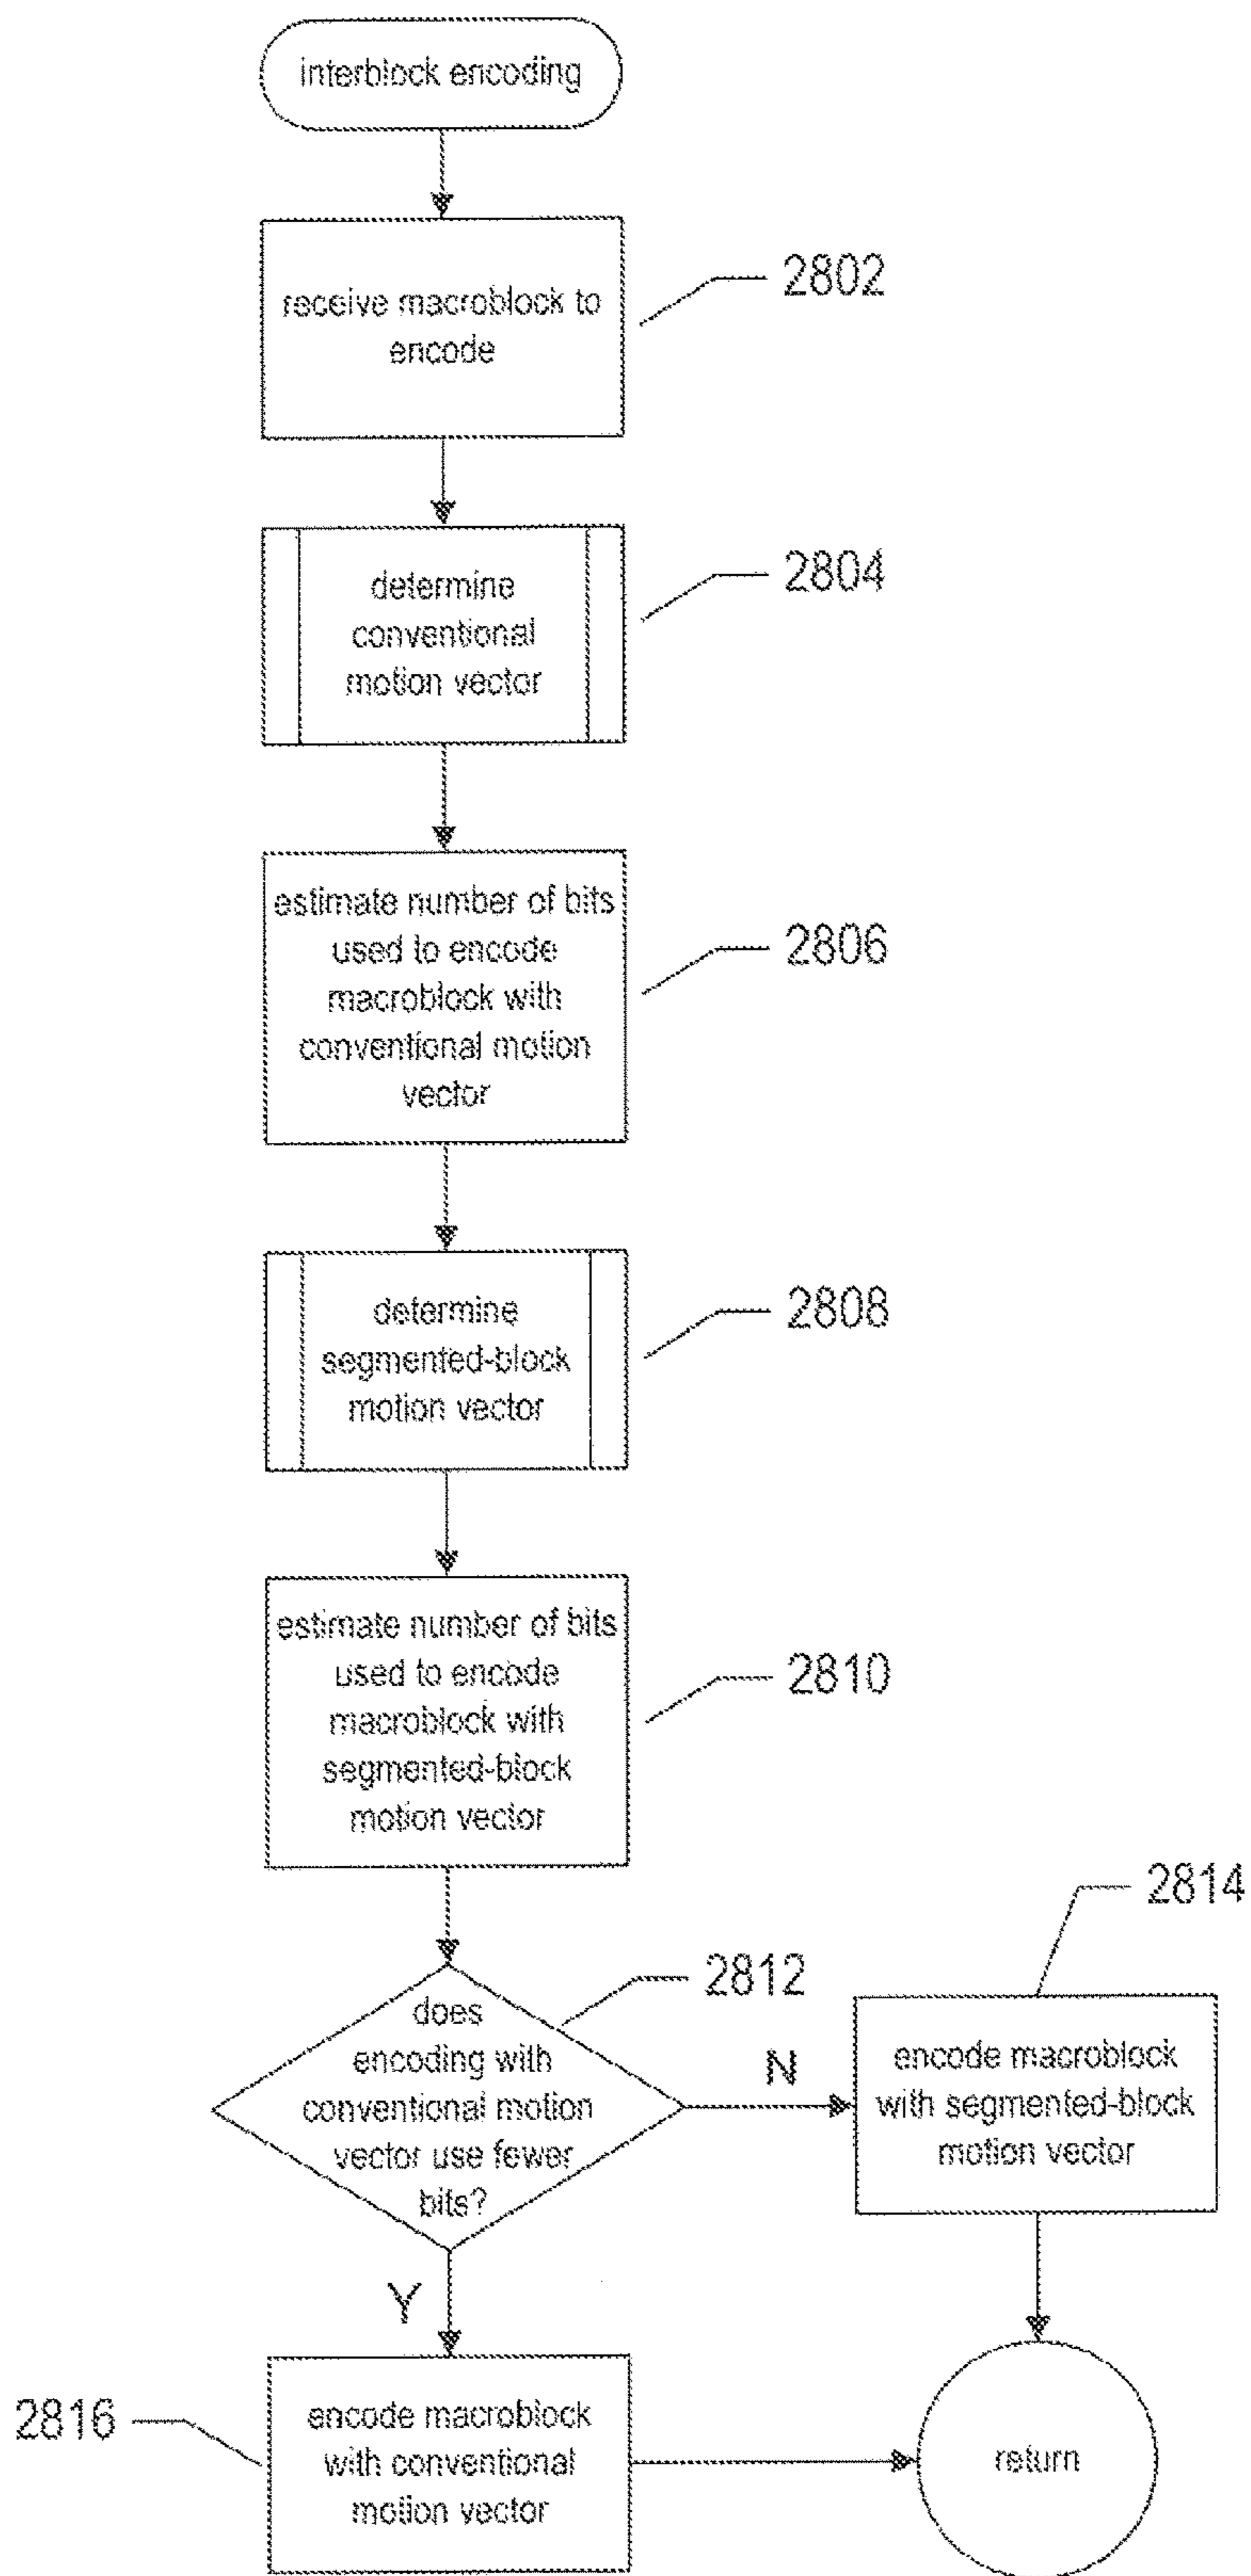 interblock encoding
receive macroblock to
encode
2802
determine
conventional
motion vector
2804
estimate number of bits
used to encode
macroblock with
conventional motion
vector
2806
determine
segmented-block
motion vector
2808
estimate number of bits
used to encode
macroblock with
segmented-block
motion vector
2810
does
encoding with
conventional motion
vector use fewer
bits?
2812
N
encode macroblock
with segmented-block
motion vector
2814
Y
encode macroblock
with conventional
motion vector
2816
return